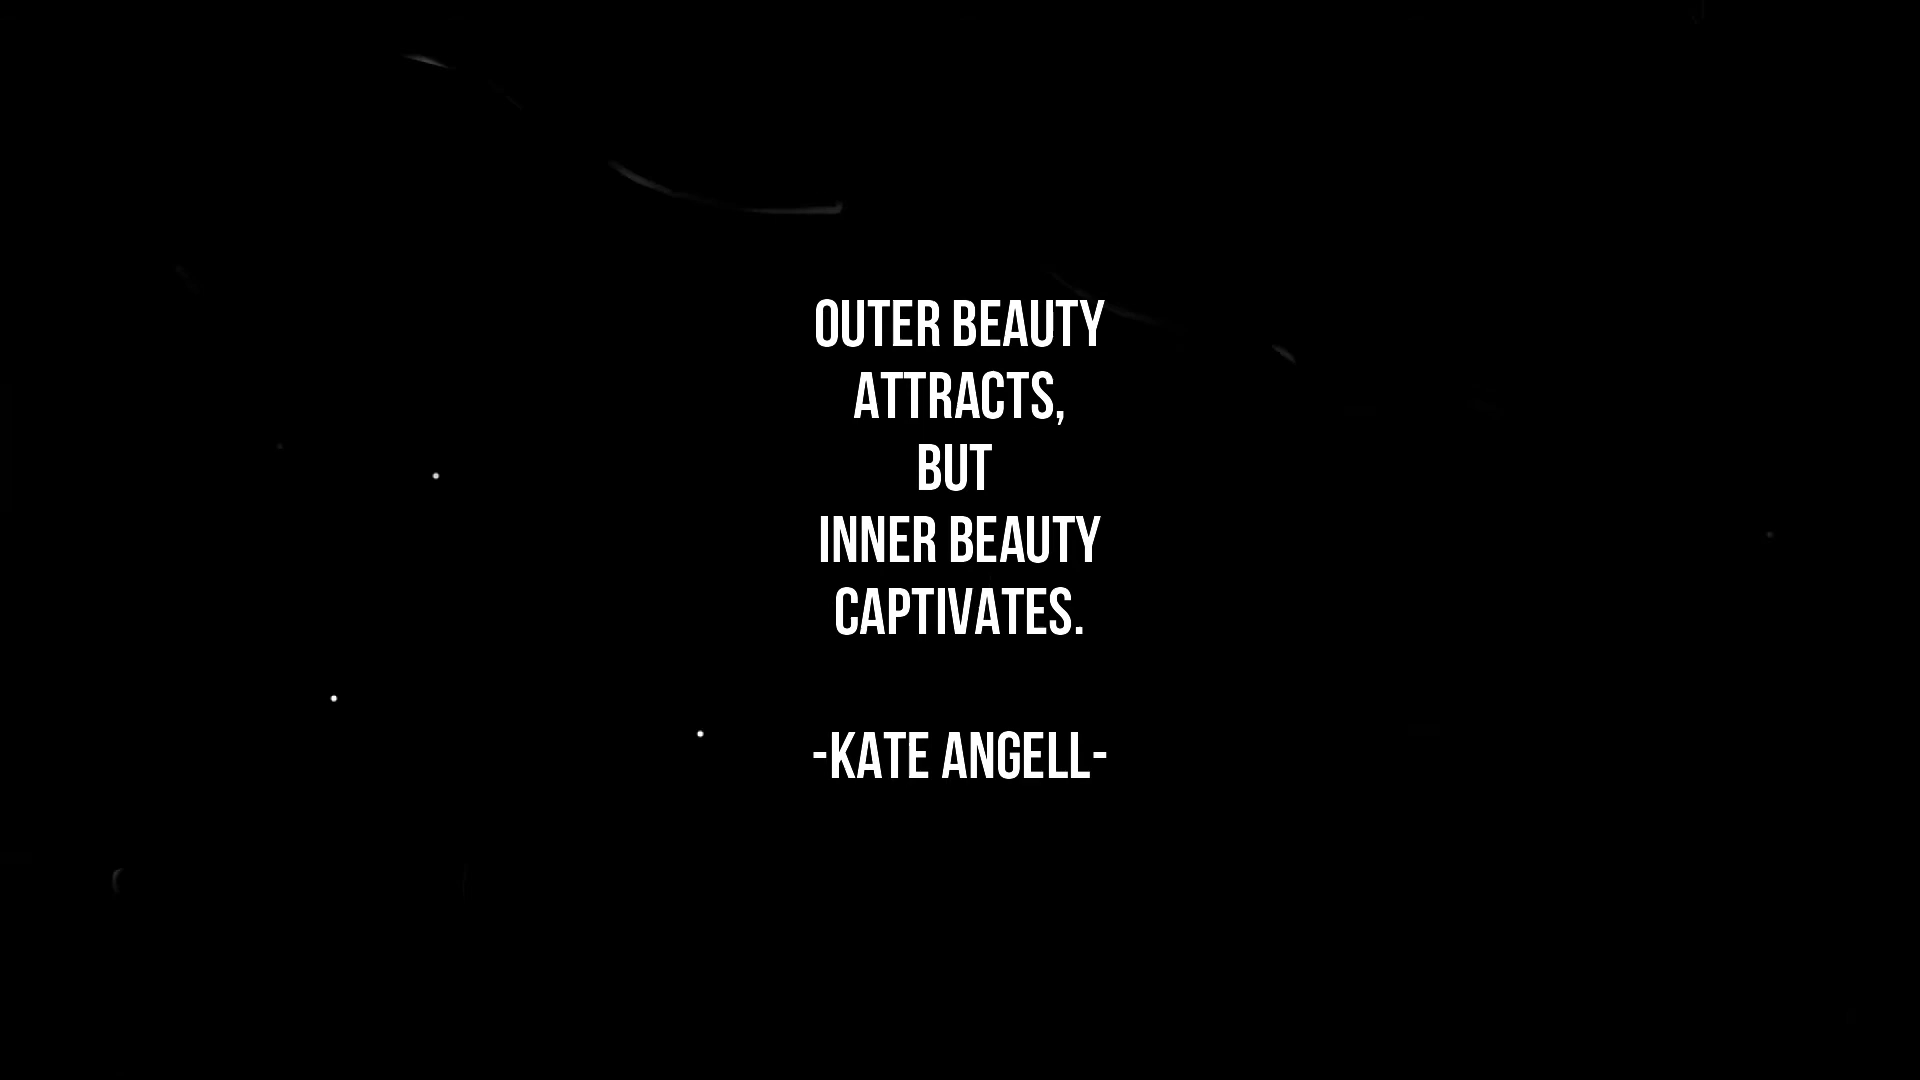 OUTER BEAUTY
ATTRACTS,
BUT
INNER BEAUTY
CAPTIVATES.
-KATE ANGELL-